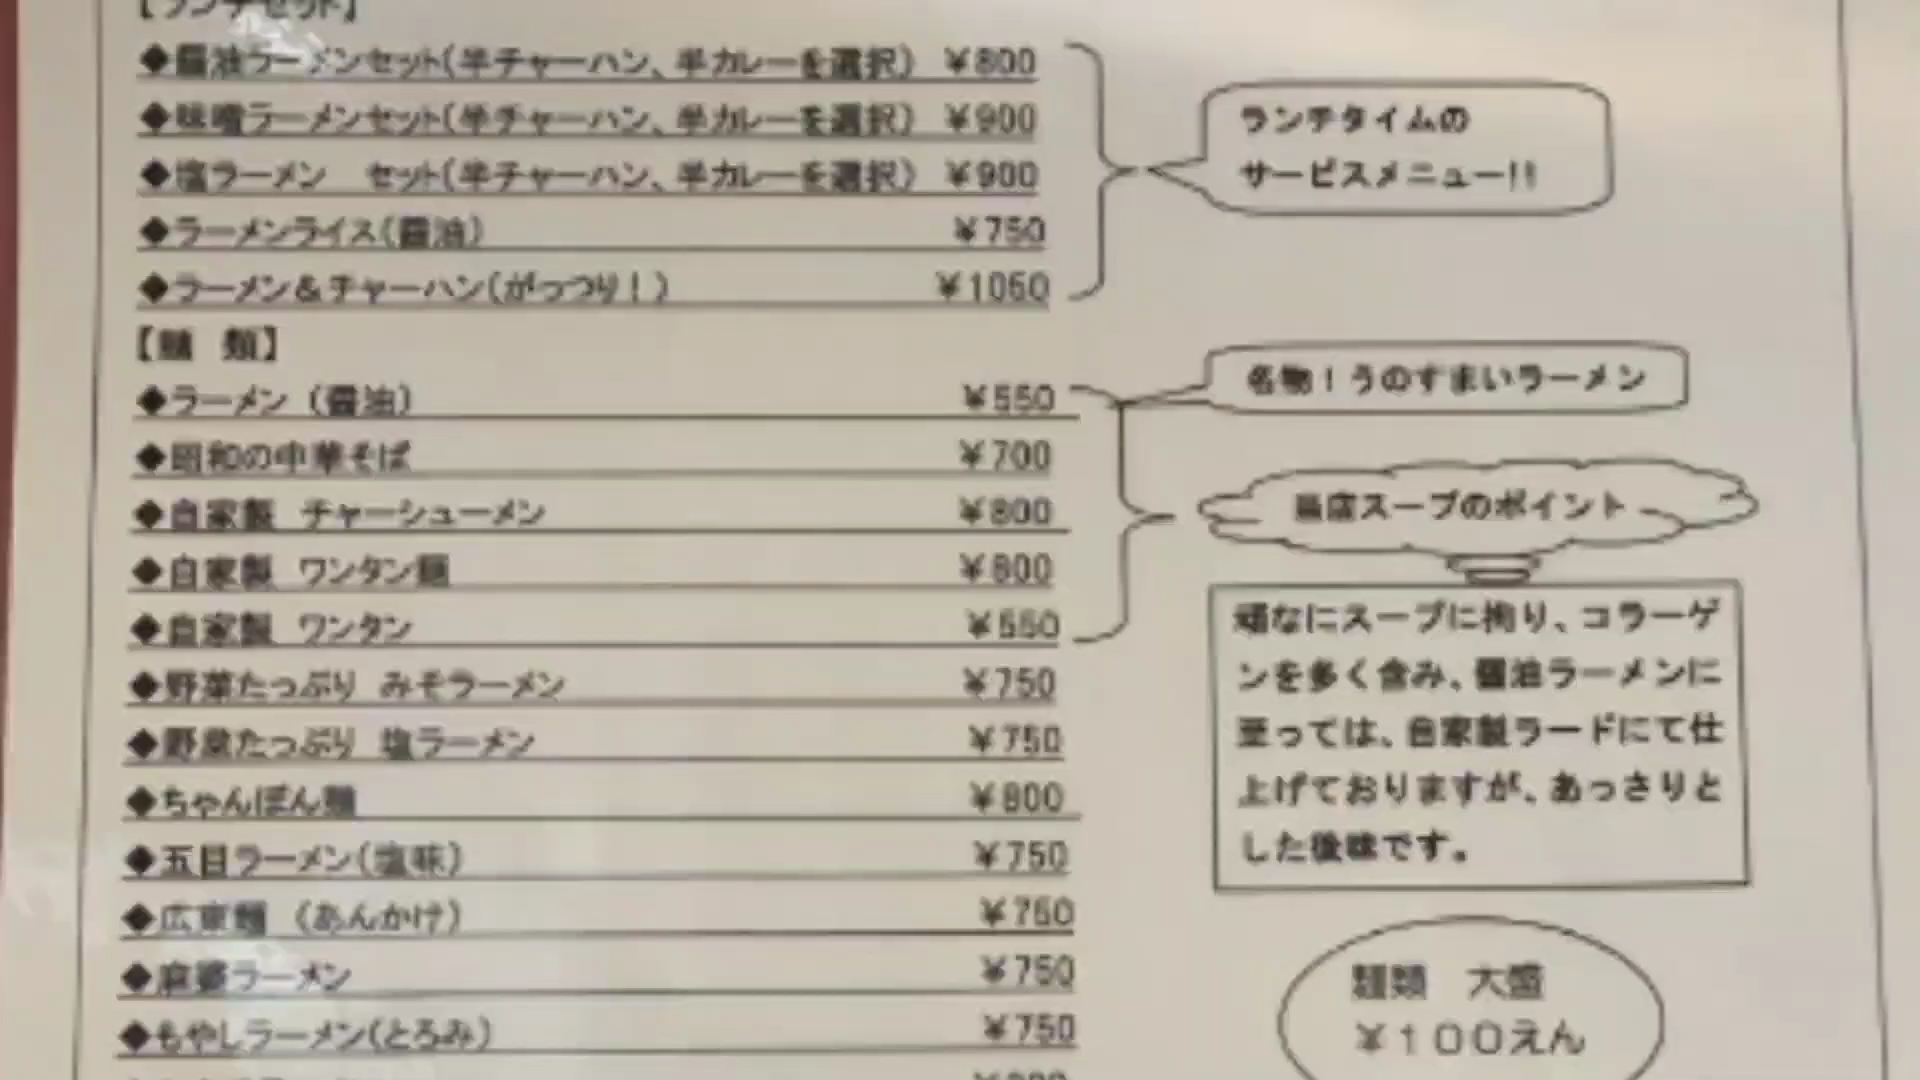 【ランチセット】
◆醤油ラーメンセット(半チャーハン、半カレーを選択) ¥800
◆味噌ラーメンセット(半チャーハン、半カレーを選択) ¥900
◆塩ラーメン　セット(半チャーハン、半カレーを選択) ¥900
◆ラーメンライス(醤油) ¥750
◆ラーメン&チャーハン(がっつり!) ¥1050
ランチタイムの
サービスメニュー!!
【麺　類】
◆ラーメン (醤油) ¥550
◆昭和の中華そば ¥700
◆自家製　チャーシューメン ¥800
◆自家製　ワンタン麺 ¥800
◆自家製　ワンタン ¥550
◆野菜たっぷり　みそラーメン ¥750
◆野菜たっぷり　塩ラーメン ¥750
◆ちゃんぽん麺 ¥800
◆五目ラーメン(塩味) ¥750
◆広東麺　(あんかけ) ¥750
◆麻婆ラーメン ¥750
◆もやしラーメン(とろみ) ¥750
名物!うのすまいラーメン
当店スープのポイント
頑なにスープに拘り、コラーゲ
ンを多く含み、醤油ラーメンに
至っては、自家製ラードにて仕
上げておりますが、あっさりと
した後味です。
麺類　大盛
¥100えん